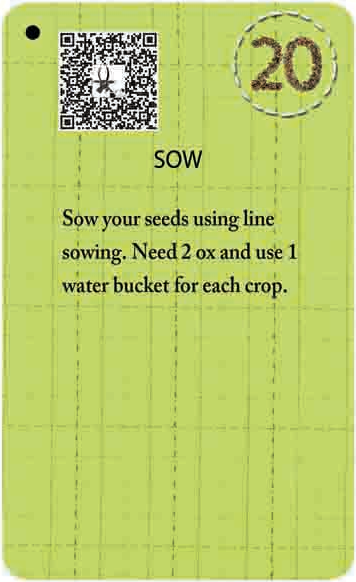 20
SOW
Sow your seeds using line
sowing. Need 2 ox and use 1
water bucket for each crop.